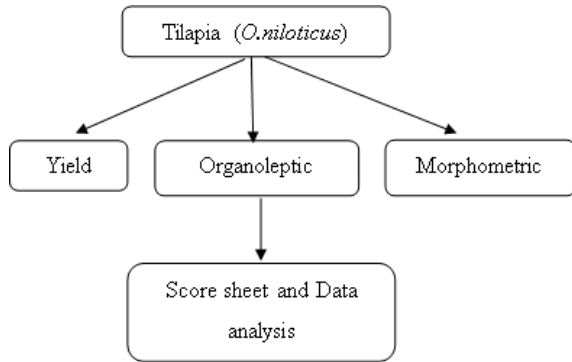 Tilapia (O.niloticus)
Yield
Organoleptic
Morphometric
Score sheet and Data
analysis